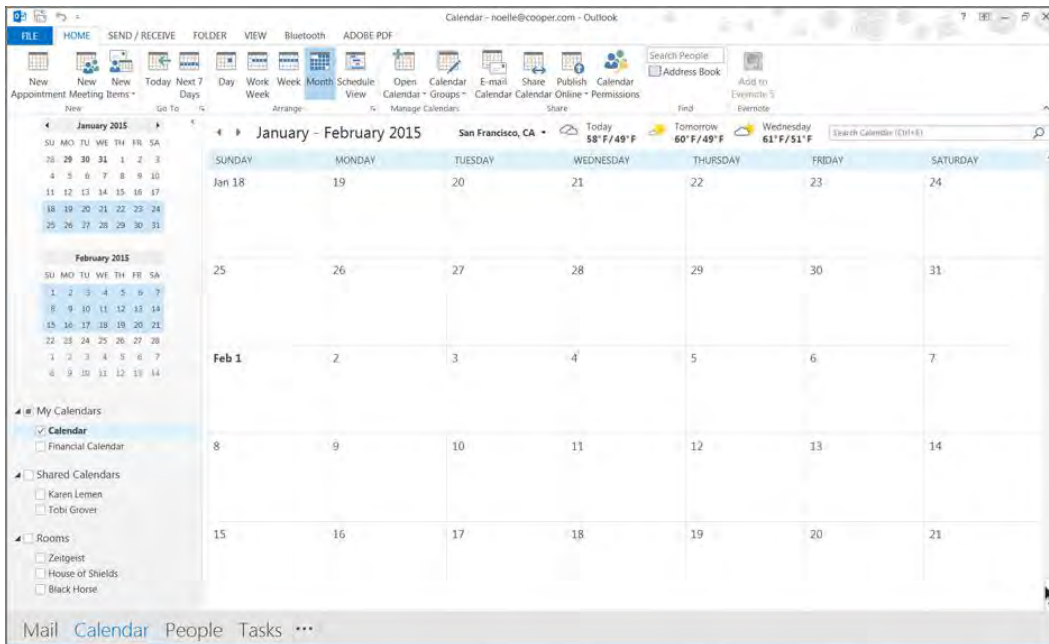 Calendar - noelle@cooper.com - Outlook
FILE HOME SEND / RECEIVE FOLDER VIEW Bluetooth ADOBE PDF
New Appointment
New Meeting
New Items
Today
Next 7 Days
Day
Work Week
Week
Month
Schedule View
Open Calendar
Calendar Groups
E-mail Calendar
Share Calendar
Publish Online
Calendar Permissions
Search People
Address Book
Add to Evernote 5
New Go To Arrange Manage Calendars Share Find Evernote
January 2015
SU MO TU WE TH FR SA
28 29 30 31 1 2 3
4 5 6 7 8 9 10
11 12 13 14 15 16 17
18 19 20 21 22 23 24
25 26 27 28 29 30 31
February 2015
SU MO TU WE TH FR SA
1 2 3 4 5 6 7
8 9 10 11 12 13 14
15 16 17 18 19 20 21
22 23 24 25 26 27 28
1 2 3 4 5 6 7
8 9 10 11 12 13 14
My Calendars
Calendar
Financial Calendar
Shared Calendars
Karen Lemen
Tobi Grover
Rooms
Zeitgeist
House of Shields
Black Horse
January - February 2015
San Francisco, CA
Today
58°F/49°F
Tomorrow
60°F/49°F
Wednesday
61°F/51°F
Search Calendar (Ctrl+E)
SUNDAY MONDAY TUESDAY WEDNESDAY THURSDAY FRIDAY SATURDAY
Jan 18 19 20 21 22 23 24
25 26 27 28 29 30 31
Feb 1 2 3 4 5 6 7
8 9 10 11 12 13 14
15 16 17 18 19 20 21
Mail Calendar People Tasks •••